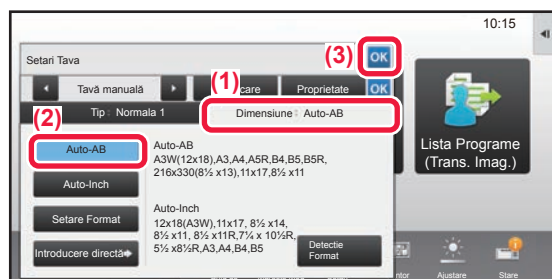 10:15
Setari Tava
(3)
OK
Tavă manuală
(1)
care
Proprietate
OK
Tip : Normala 1
Dimensiune : Auto-AB
(2)
Auto-AB
Auto-AB
A3W(12x18),A3,A4,A5R,B4,B5,B5R,
216x330(8½ x13),11x17,8½ x11
Auto-Inch
Setare Format
Auto-Inch
12x18(A3W),11x17, 8½ x14,
8½ x11, 8½ x11R,7¼ x 10½R,
5½ x8½R,A3,A4,B4,B5
Introducere directă
Detectie
Format
Lista Programe
(Trans. Imag.)
ntor
Ajustare
Stare